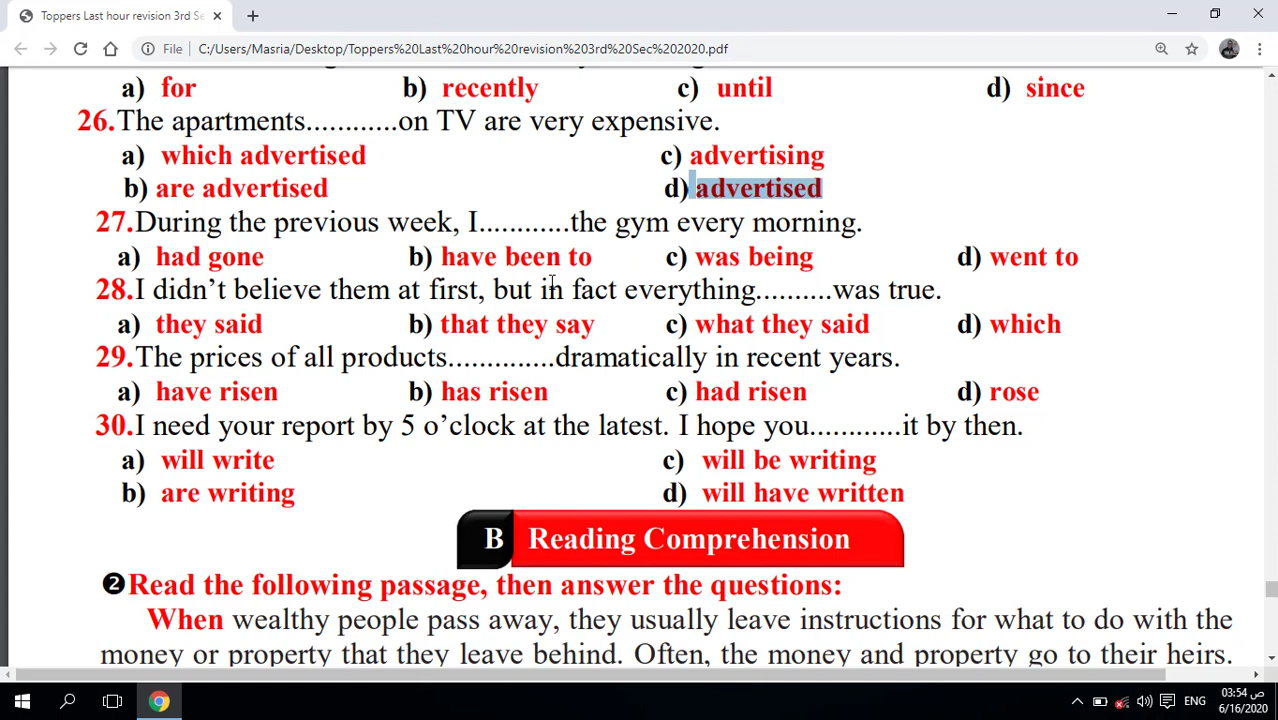 Toppers Last hour revision 3rd Se
File C:/Users/Masria/Desktop/Toppers%20Last%20hour%20revision%203rd%20Sec%202020.pdf
a) for b) recently c) until d) since
26.The apartments............on TV are very expensive.
a) which advertised c) advertising
b) are advertised d) advertised
27.During the previous week, I............the gym every morning.
a) had gone b) have been to c) was being d) went to
28.I didn’t believe them at first, but in fact everything..........was true.
a) they said b) that they say c) what they said d) which
29.The prices of all products..............dramatically in recent years.
a) have risen b) has risen c) had risen d) rose
30.I need your report by 5 o’clock at the latest. I hope you............it by then.
a) will write c) will be writing
b) are writing d) will have written
B Reading Comprehension
❷Read the following passage, then answer the questions:
When wealthy people pass away, they usually leave instructions for what to do with the
money or property that they leave behind. Often, the money and property go to their heirs.
ENG
03:54 ص
6/16/2020